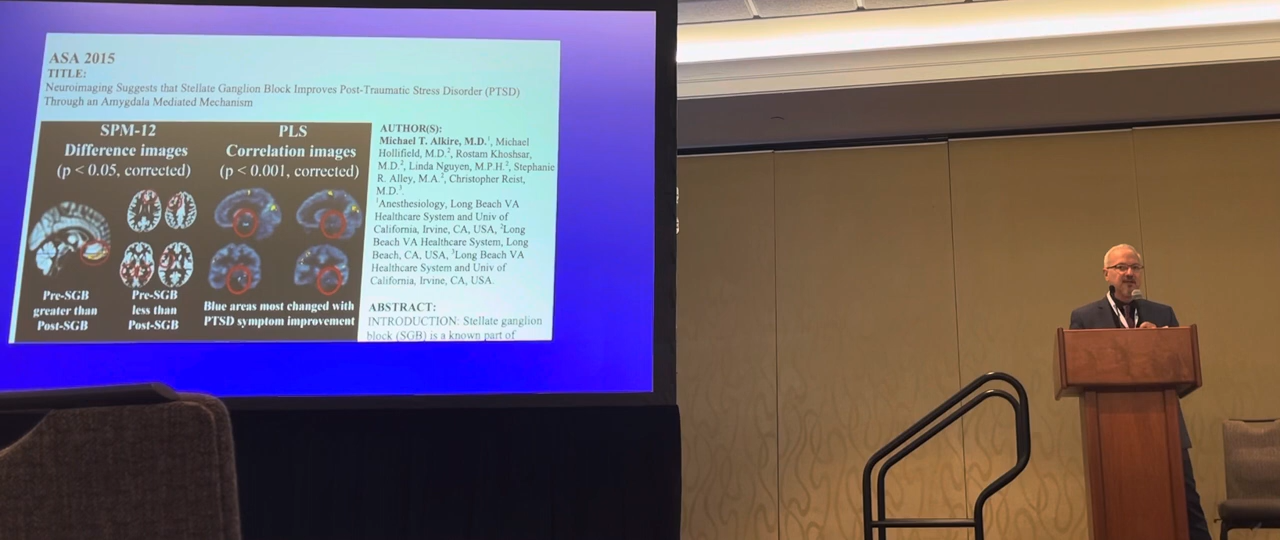 ASA 2015
TITLE:
Neuroimaging Suggests that Stellate Ganglion Block Improves Post-Traumatic Stress Disorder (PTSD)
Through an Amygdala Mediated Mechanism
SPM-12
Difference images
(p < 0.05, corrected)
Pre-SGB
greater than
Post-SGB
Pre-SGB
less than
Post-SGB
PLS
Correlation images
(p < 0.001, corrected)
Blue areas most changed with
PTSD symptom improvement
AUTHOR(S):
Michael T. Alkire, M.D.¹, Michael
Hollifield, M.D.², Rostam Khoshsar,
M.D.², Linda Nguyen, M.P.H.², Stephanie
R. Alley, M.A.², Christopher Reist,
M.D.³.
¹Anesthesiology, Long Beach VA
Healthcare System and Univ of
California, Irvine, CA, USA, ²Long
Beach VA Healthcare System, Long
Beach, CA, USA, ³Long Beach VA
Healthcare System and Univ of
California, Irvine, CA, USA.
ABSTRACT:
INTRODUCTION: Stellate ganglion
block (SGB) is a known part of